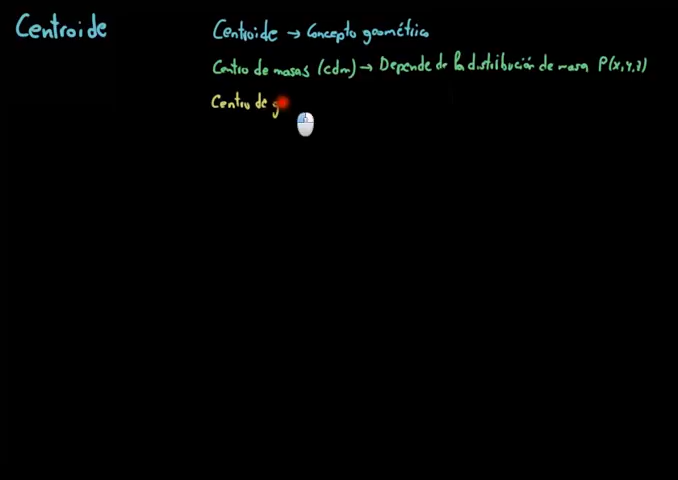 Centroide
Centroide → Concepto geométrico
Centro de masas (cdm) → Depende de la distribución de masa ρ(x,y,z)
Centro de g